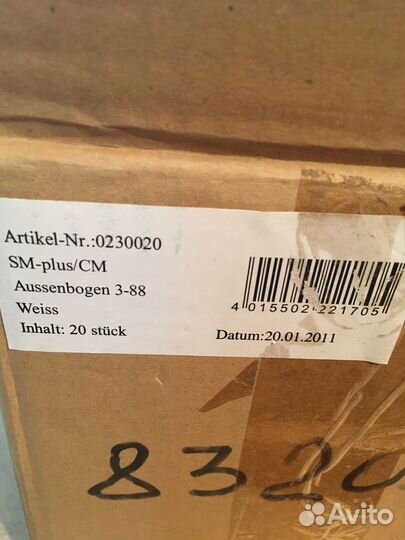 Artikel-Nr.:0230020
SM-plus/CM
Aussenbogen 3-88
Weiss
Inhalt: 20 stück
4 015502 221705
Datum:20.01.2011
8320
Avito